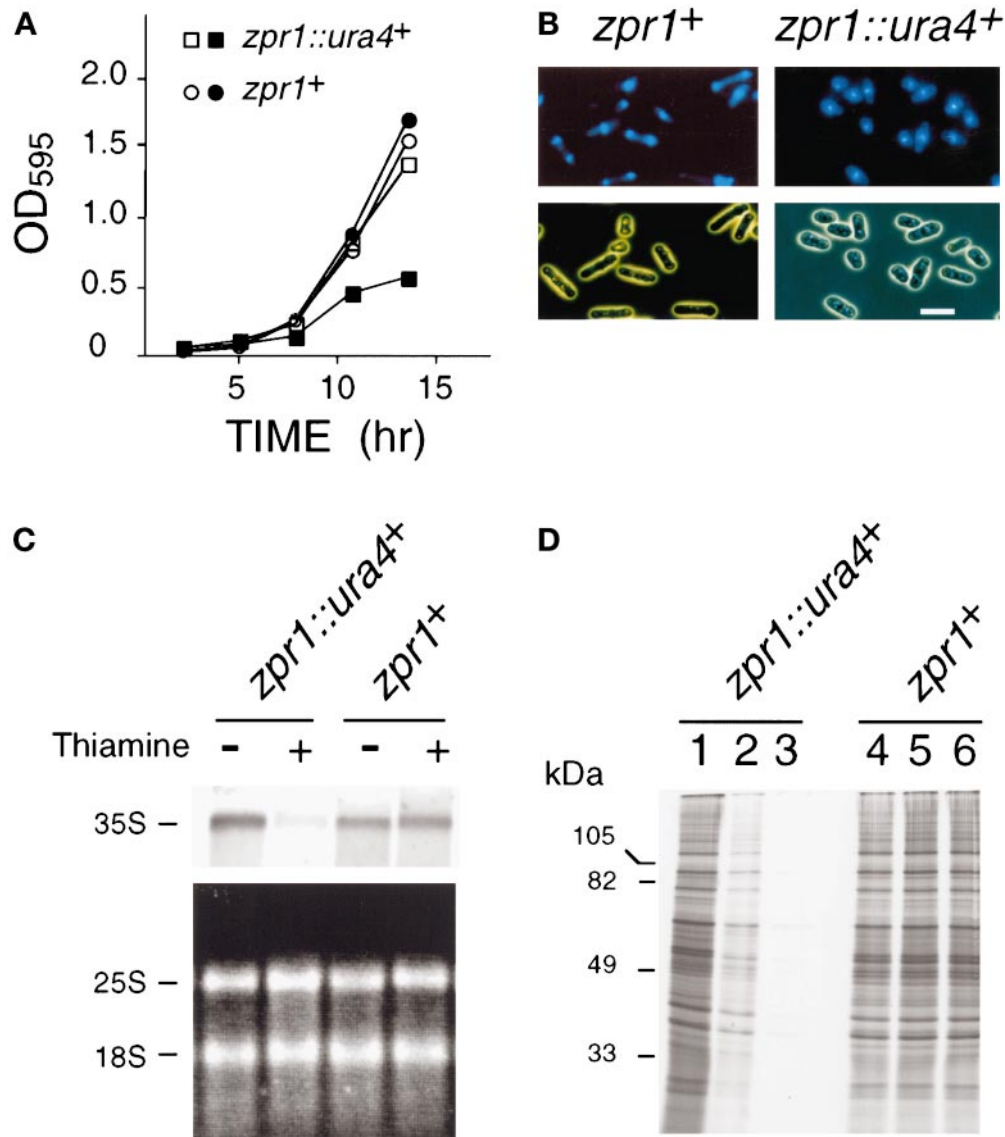 A
zpr1::ura4+
zpr1+
2.0
1.5
1.0
0.5
0
OD595
5 10 15
TIME (hr)
B
zpr1+ zpr1::ura4+
C
zpr1::ura4+
zpr1+
Thiamine - + - +
35S –
25S –
18S –
D
zpr1::ura4+
zpr1+
1 2 3 4 5 6
kDa
105
82
49
33